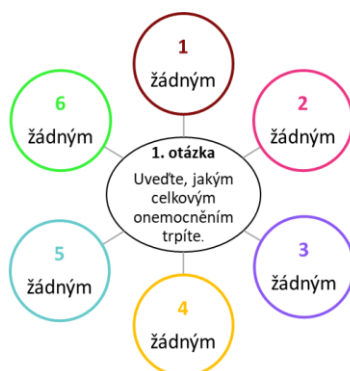 1
žádným
2
žádným
3
žádným
4
žádným
5
žádným
6
žádným
1. otázka
Uveďte, jakým
celkovým
onemocněním
trpíte.